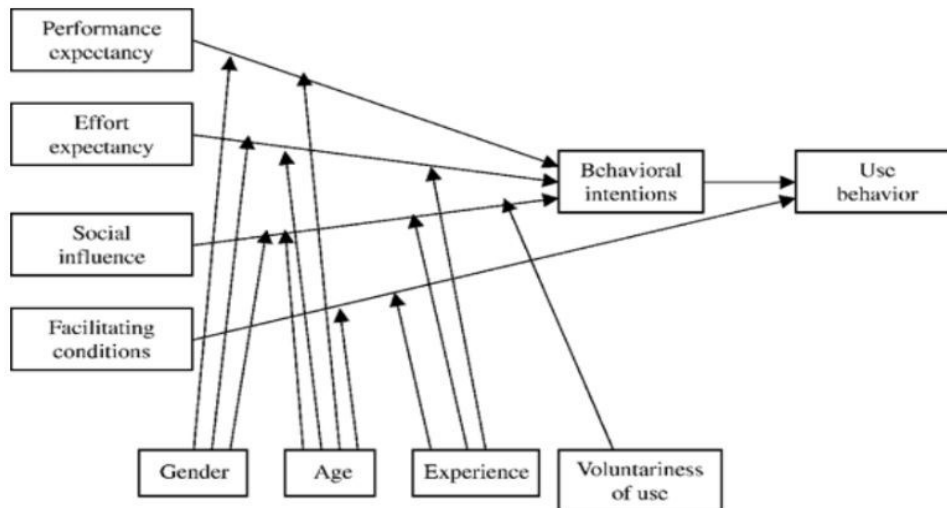 Performance
expectancy
Effort
expectancy
Social
influence
Facilitating
conditions
Behavioral
intentions
Use
behavior
Gender
Age
Experience
Voluntariness
of use